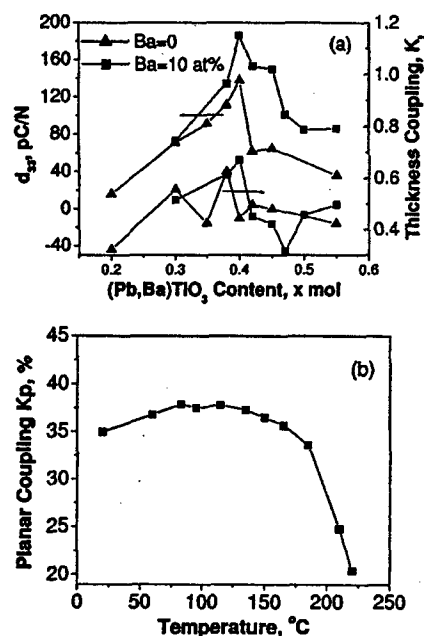 200
160
120
80
40
0
-40
d33, pC/N
Ba=0
Ba=10 at%
(a)
1.2
1.0
0.8
0.6
0.4
Thickness Coupling, Kt
0.2 0.3 0.4 0.5 0.6
(Pb,Ba)TiO3 Content, x mol
40
35
30
25
20
Planar Coupling Kp, %
(b)
0 50 100 150 200 250
Temperature, °C